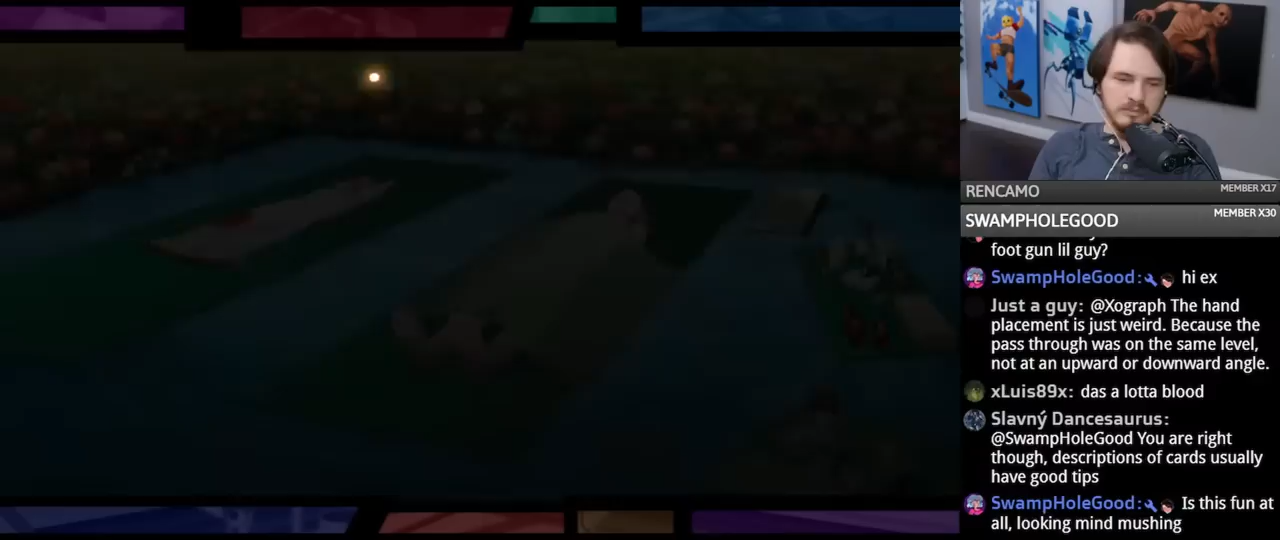 RENCAMO
MEMBER X17
SWAMPHOLEGOOD
MEMBER X30
foot gun lil guy?
SwampHoleGood: hi ex
Just a guy: @Xograph The hand
placement is just weird. Because the
pass through was on the same level,
not at an upward or downward angle.
xLuis89x: das a lotta blood
Slavný Dancesaurus:
@SwampHoleGood You are right
though, descriptions of cards usually
have good tips
SwampHoleGood: Is this fun at
all, looking mind mushing